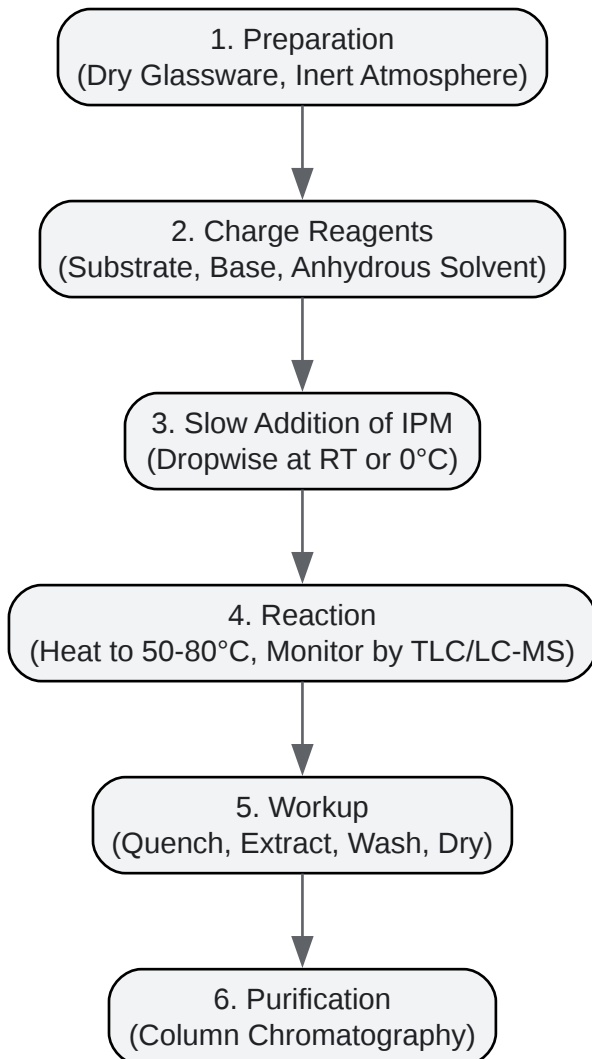 1. Preparation
(Dry Glassware, Inert Atmosphere)
2. Charge Reagents
(Substrate, Base, Anhydrous Solvent)
3. Slow Addition of IPM
(Dropwise at RT or 0°C)
4. Reaction
(Heat to 50-80°C, Monitor by TLC/LC-MS)
5. Workup
(Quench, Extract, Wash, Dry)
6. Purification
(Column Chromatography)